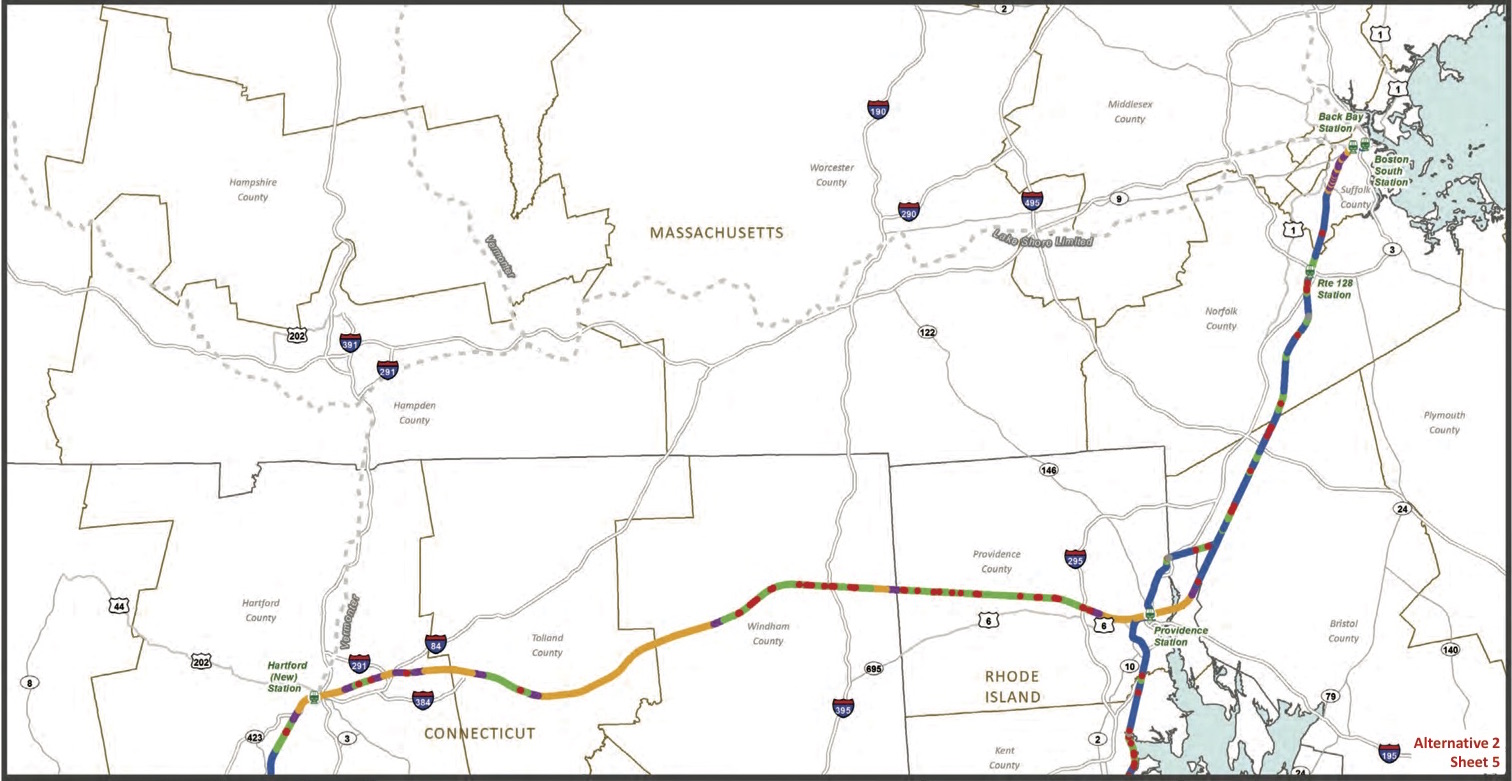 2
1
1
Middlesex
County
190
Back Bay
Station
Boston
South
Station
Worcester
County
Hampshire
County
Suffolk
County
495
9
290
MASSACHUSETTS
1
Lake Shore Limited
3
Vermonter
Rte 128
Station
Norfolk
County
202
391
122
291
Hampden
County
Plymouth
County
146
24
Providence
County
295
44
Hartford
County
Vermonter
6
6
Windham
County
Tolland
County
Bristol
County
Providence
Station
84
140
202
291
Hartford
(New)
Station
695
10
8
RHODE
ISLAND
384
79
395
CONNECTICUT
423
3
2
Kent
County
195
24
Alternative 2
Sheet 5